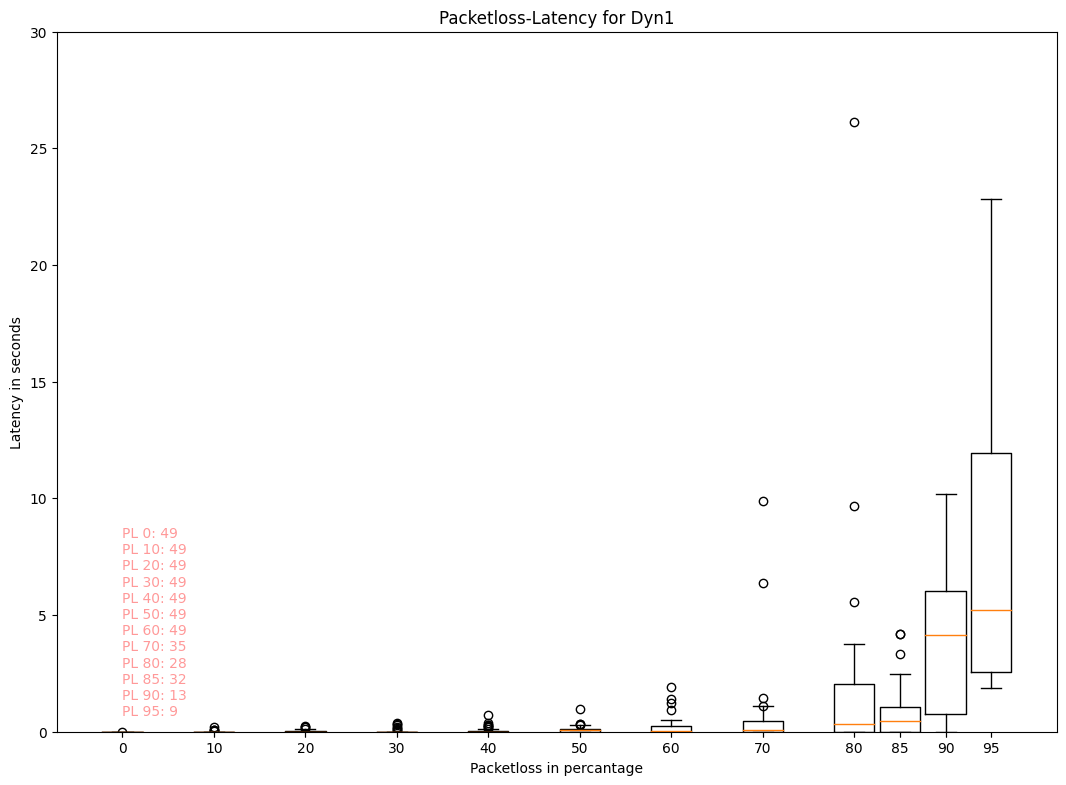 Packetloss-Latency for Dyn1
30
25
20
15
10
5
0
Latency in seconds
PL 0: 49
PL 10: 49
PL 20: 49
PL 30: 49
PL 40: 49
PL 50: 49
PL 60: 49
PL 70: 35
PL 80: 28
PL 85: 32
PL 90: 13
PL 95: 9
0 10 20 30 40 50 60 70 80 85 90 95
Packetloss in percantage